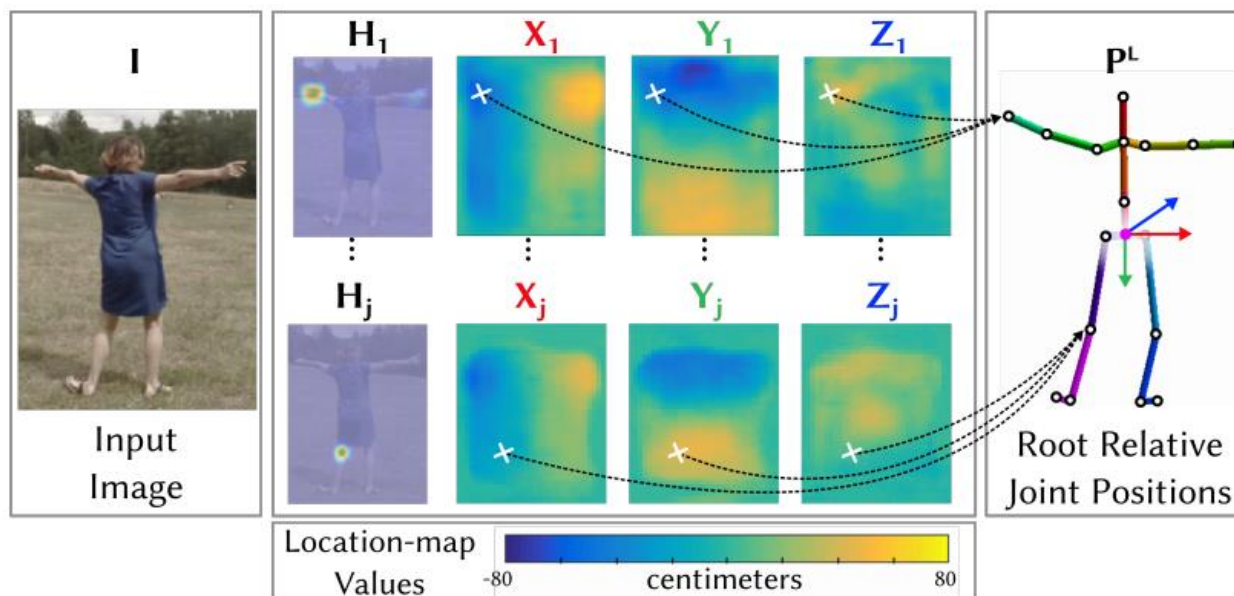 I
Input
Image
H₁ X₁ Y₁ Z₁
Hⱼ Xⱼ Yⱼ Zⱼ
Pᴸ
Root Relative
Joint Positions
Location-map
Values
-80 centimeters 80